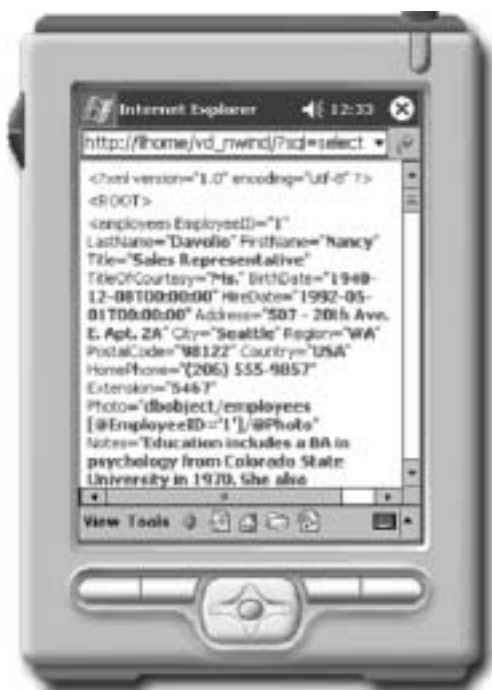 Internet Explorer 12:33
http://flhome/vd_nwind/?sql=select
<?xml version="1.0" encoding="utf-8" ?>
<ROOT>
<employees EmployeeID="1"
LastName="Davolio" FirstName="Nancy"
Title="Sales Representative"
TitleOfCourtesy="Ms." BirthDate="1948-
12-08T00:00:00" HireDate="1992-05-
01T00:00:00" Address="507 - 20th Ave.
E. Apt. 2A" City="Seattle" Region="WA"
PostalCode="98122" Country="USA"
HomePhone="(206) 555-9857"
Extension="5467"
Photo="dbobject/employees
[@EmployeeID='1']/@Photo"
Notes="Education includes a BA in
psychology from Colorado State
University in 1970. She also
View Tools